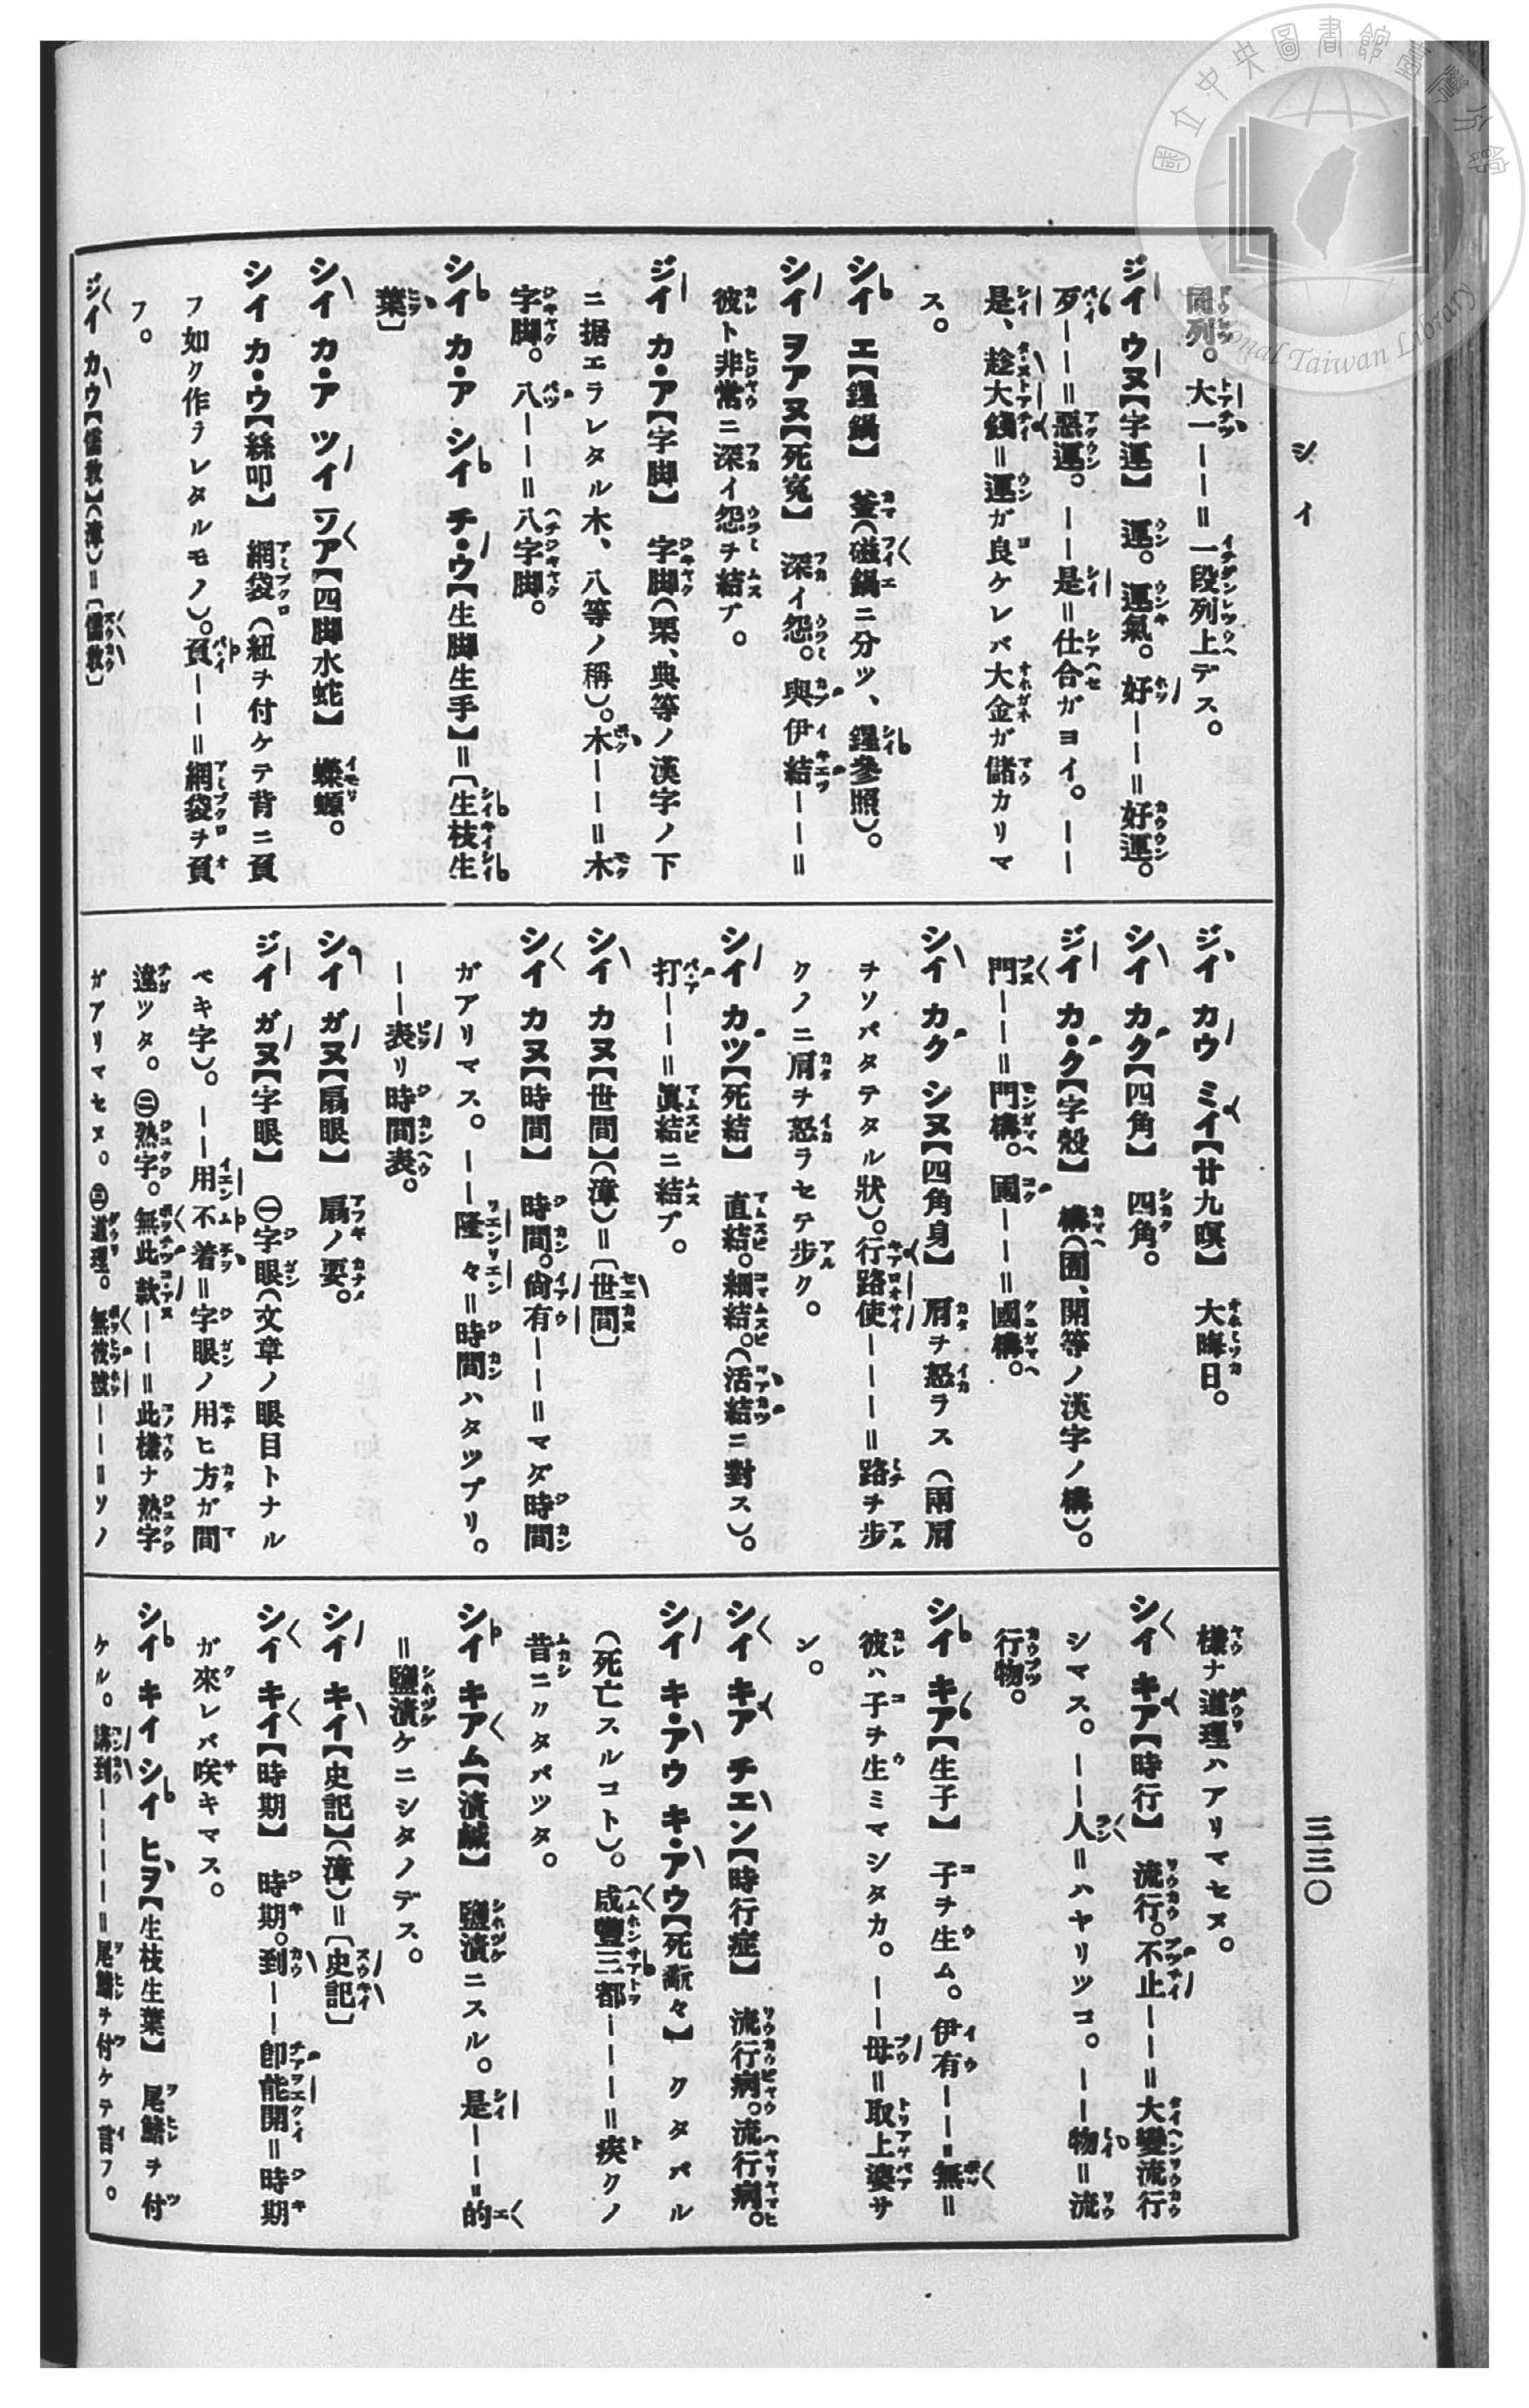 シイ
三三〇
同列。大一ーー=一段列上デス。
ジイ ウヌ【字運】 運。運氣。好ーー=好運。
歹ーー=惡運。ーー是=仕合ガヨイ。ーー
是、趁大錢=運ガ良ケレバ大金ガ儲カリマ
ス。
シイ エ【鉎鍋】 釜(磁鍋ニ分ツ、鉎參照)。
シイ ヲアヌ【死寃】 深イ怨。與伊結ーー=
彼ト非常ニ深イ怨ヲ結ブ。
ジイ カ・ア【字脚】 字脚(栗、典等ノ漢字ノ下
ニ据エラレタル木、八等ノ稱)。木ーー=木
字脚。八ーー=八字脚。
シイ カ・ア シイ チ・ウ【生脚生手】=〔生枝生
葉〕
シイ カ・ア ツイ ツア【四脚水蛇】 蠑螈。
シイ カ・ウ【絲叩】 網袋(紐ヲ付ケテ背ニ負
フ如ク作ラレタルモノ)。負ーー=網袋ヲ負
フ。
ジイ カウ【儒敎】(漳)=〔儒敎〕
ジイ カウ ミイ【廿九暝】 大晦日。
シイ カク【四角】 四角。
ジイ カ・ク【字殼】 構(囿、開等ノ漢字ノ構)。
門ーー=門構。國ーー=國構。
シイ カク シヌ【四角身】 肩ヲ怒ラス(兩肩
ヲソバタテタル狀)。行路使ーーー=路ヲ步
クノニ肩ヲ怒ラセテ步ク。
シイ カツ【死結】 直結。細結。(活結ニ對ス)。
打ーー=眞結ニ結ブ。
シイ カヌ【世間】(漳)=〔世間〕
シイ カヌ【時間】 時間。尙有ーー=マダ時間
ガアリマス。ーー隆々=時間ハタップリ。
ーー表リ時間表。
シイ ガヌ【扇眼】 扇ノ要。
ジイ ガヌ【字眼】 ㊀字眼(文章ノ眼目トナル
ベキ字)。ーー用不着=字眼ノ用ヒ方ガ間
違ッタ。㊁熟字。無此款ーー=此樣ナ熟字
ガアリマセヌ。㊂道理。無彼號ーー=ソノ
樣ナ道理ハアリマセヌ。
シイ キア【時行】 流行。不止ーー=大變流行
シマス。ーー人=ハヤリッコ。ーー物=流
行物。
シイ キア【生子】 子ヲ生ム。伊有ーー無=
彼ハ子ヲ生ミマシタカ。ーー母=取上婆サ
ン。
シイ キア チエン【時行症】 流行病。流行病。
シイ キ・アウ キ・アウ【死漸々】 クタバル
(死亡スルコト)。咸豐三都ーーー=疾クノ
昔ニクタバッタ。
シイ キアム【漬鹹】 鹽漬ニスル。是ーー的
=鹽漬ケニシタノデス。
シイ キイ【史記】(漳)=〔史記〕
シイ キイ【時期】 時期。到ーー卽能開=時期
ガ來レバ咲キマス。
シイ キイ シイ ヒヲ【生枝生葉】 尾鰭ヲ付
ケル。講到ーーーー=尾鰭ヲ付ケテ言フ。